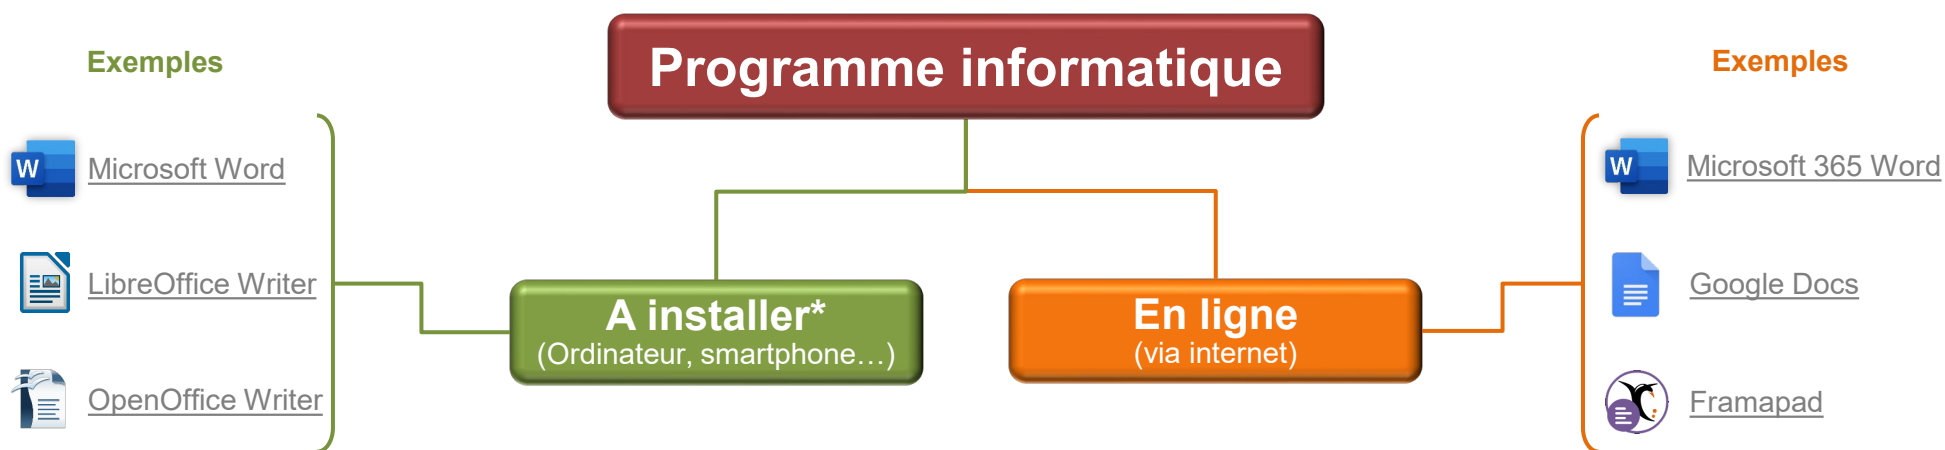 Programme informatique
Exemples
Exemples
W
Microsoft Word
LibreOffice Writer
OpenOffice Writer
A installer*
(Ordinateur, smartphone…)
En ligne
(via internet)
W
Microsoft 365 Word
Google Docs
Framapad